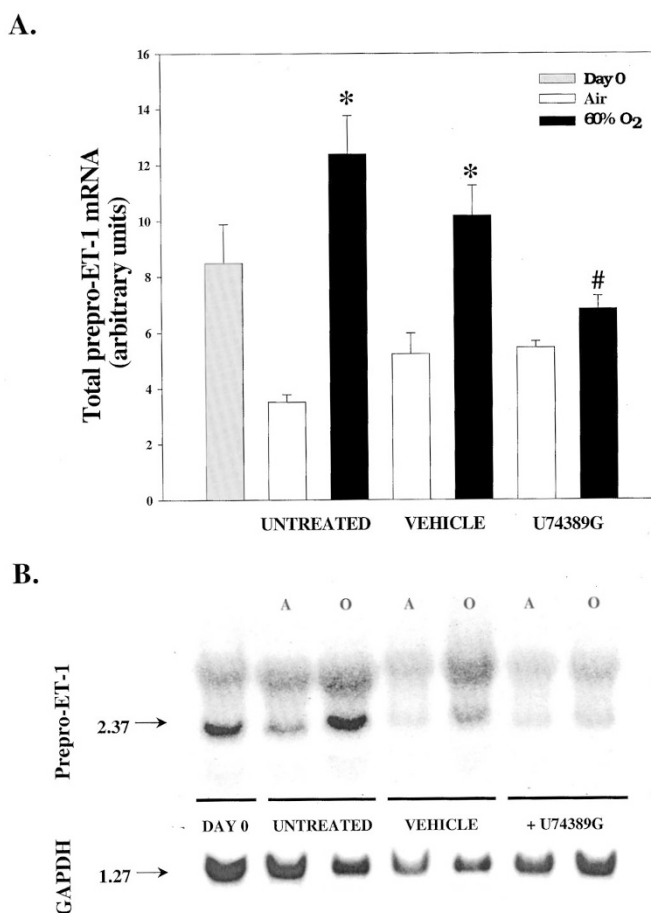 A.
Total prepro-ET-1 mRNA
(arbitrary units)
16
14
12
10
8
6
4
2
0
Day 0
Air
60% O2
*
*
#
UNTREATED VEHICLE U74389G
B.
A O A O A O
Prepro-ET-1
2.37
DAY 0 UNTREATED VEHICLE + U74389G
GAPDH
1.27